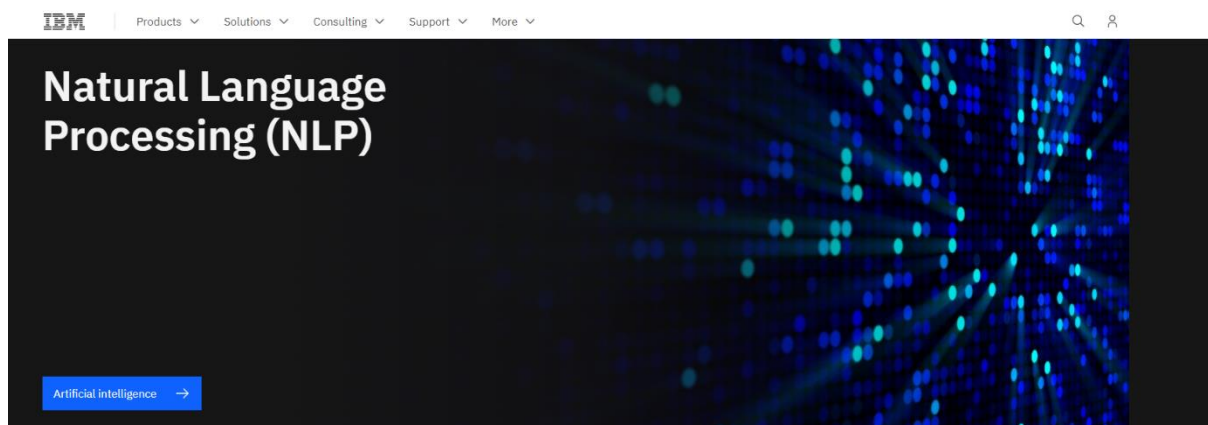 IBM Products Solutions Consulting Support More
Natural Language
Processing (NLP)
Artificial intelligence →